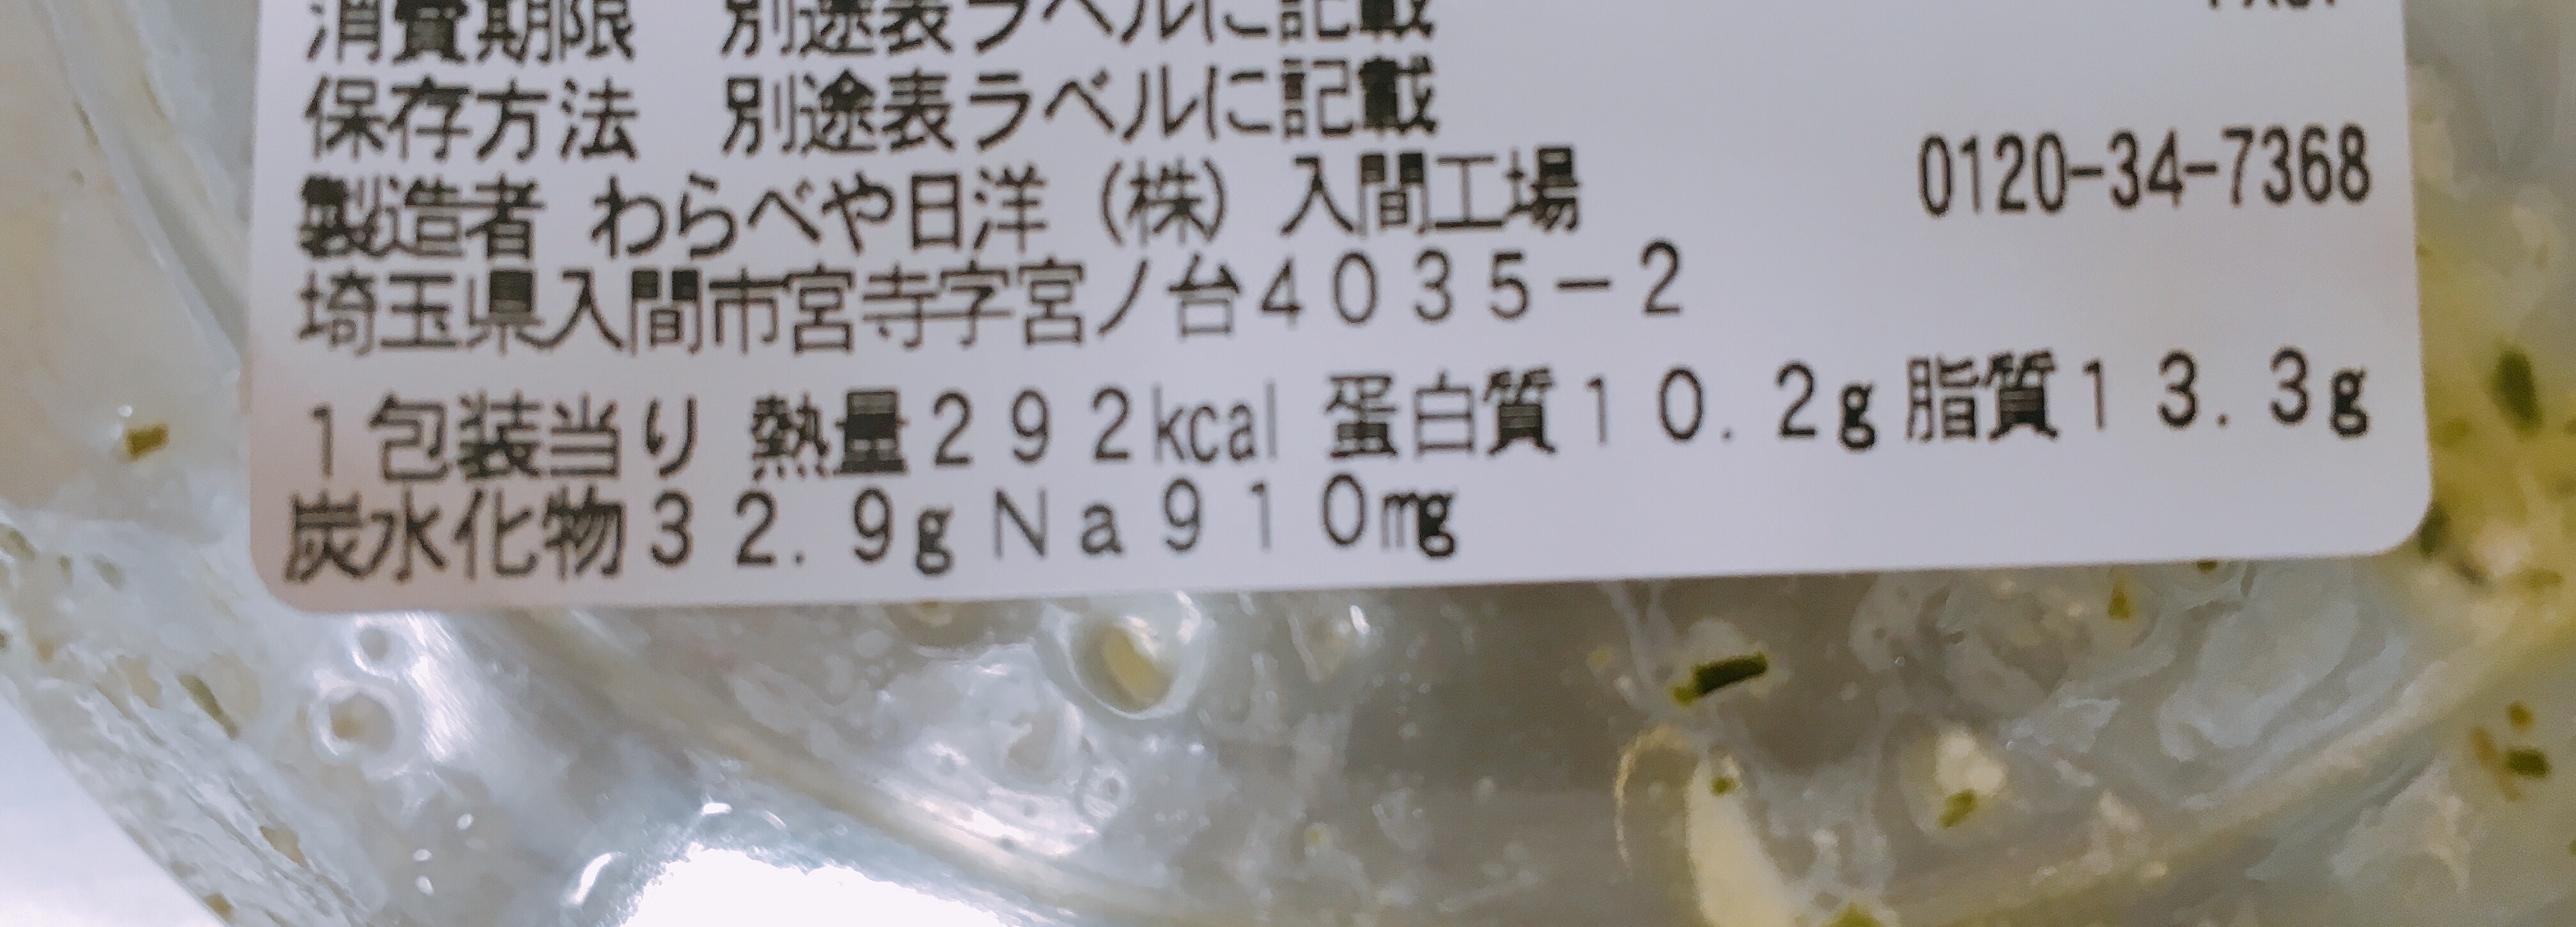 消費期限 別途表ラベルに記載
保存方法 別途表ラベルに記載
製造者 わらべや日洋(株) 入間工場 0120-34-7368
埼玉県入間市宮寺字宮ノ台4035-2
1包装当り 熱量292kcal 蛋白質10.2g 脂質13.3g
炭水化物32.9g Na910mg